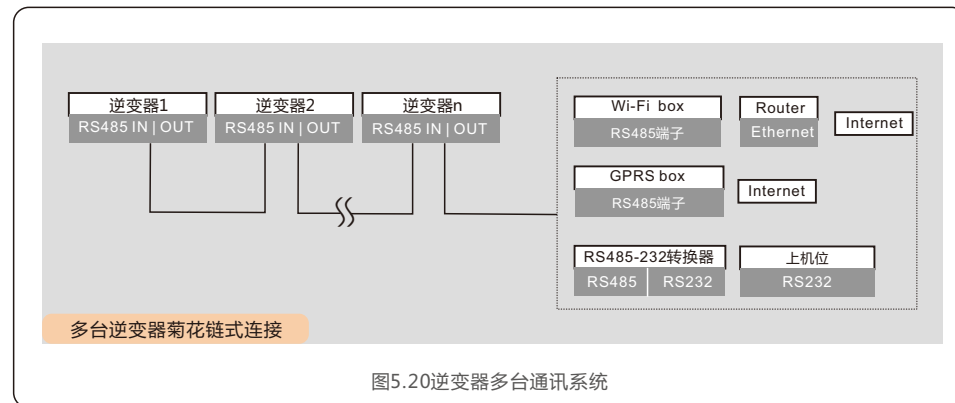 逆变器1
RS485 IN | OUT
逆变器2
RS485 IN | OUT
逆变器n
RS485 IN | OUT
Wi-Fi box
RS485端子
Router
Ethernet
Internet
GPRS box
RS485端子
Internet
RS485-232转换器
RS485 RS232
上机位
RS232
多台逆变器菊花链式连接
图5.20逆变器多台通讯系统